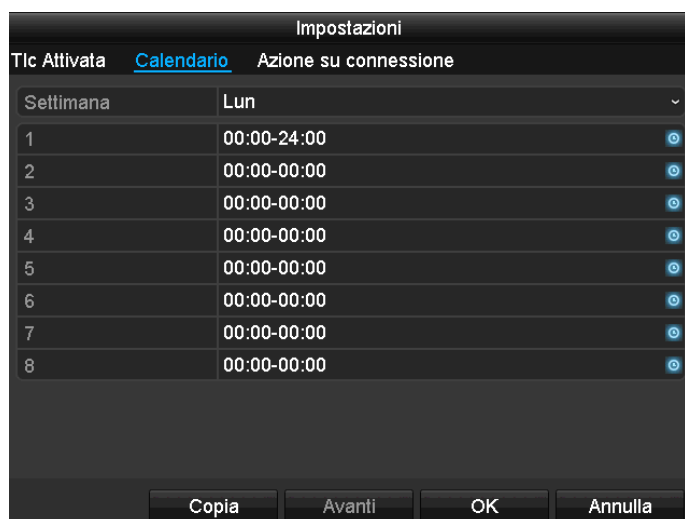 Impostazioni
Tlc Attivata Calendario Azione su connessione
Settimana Lun
1 00:00-24:00
2 00:00-00:00
3 00:00-00:00
4 00:00-00:00
5 00:00-00:00
6 00:00-00:00
7 00:00-00:00
8 00:00-00:00
Copia Avanti OK Annulla